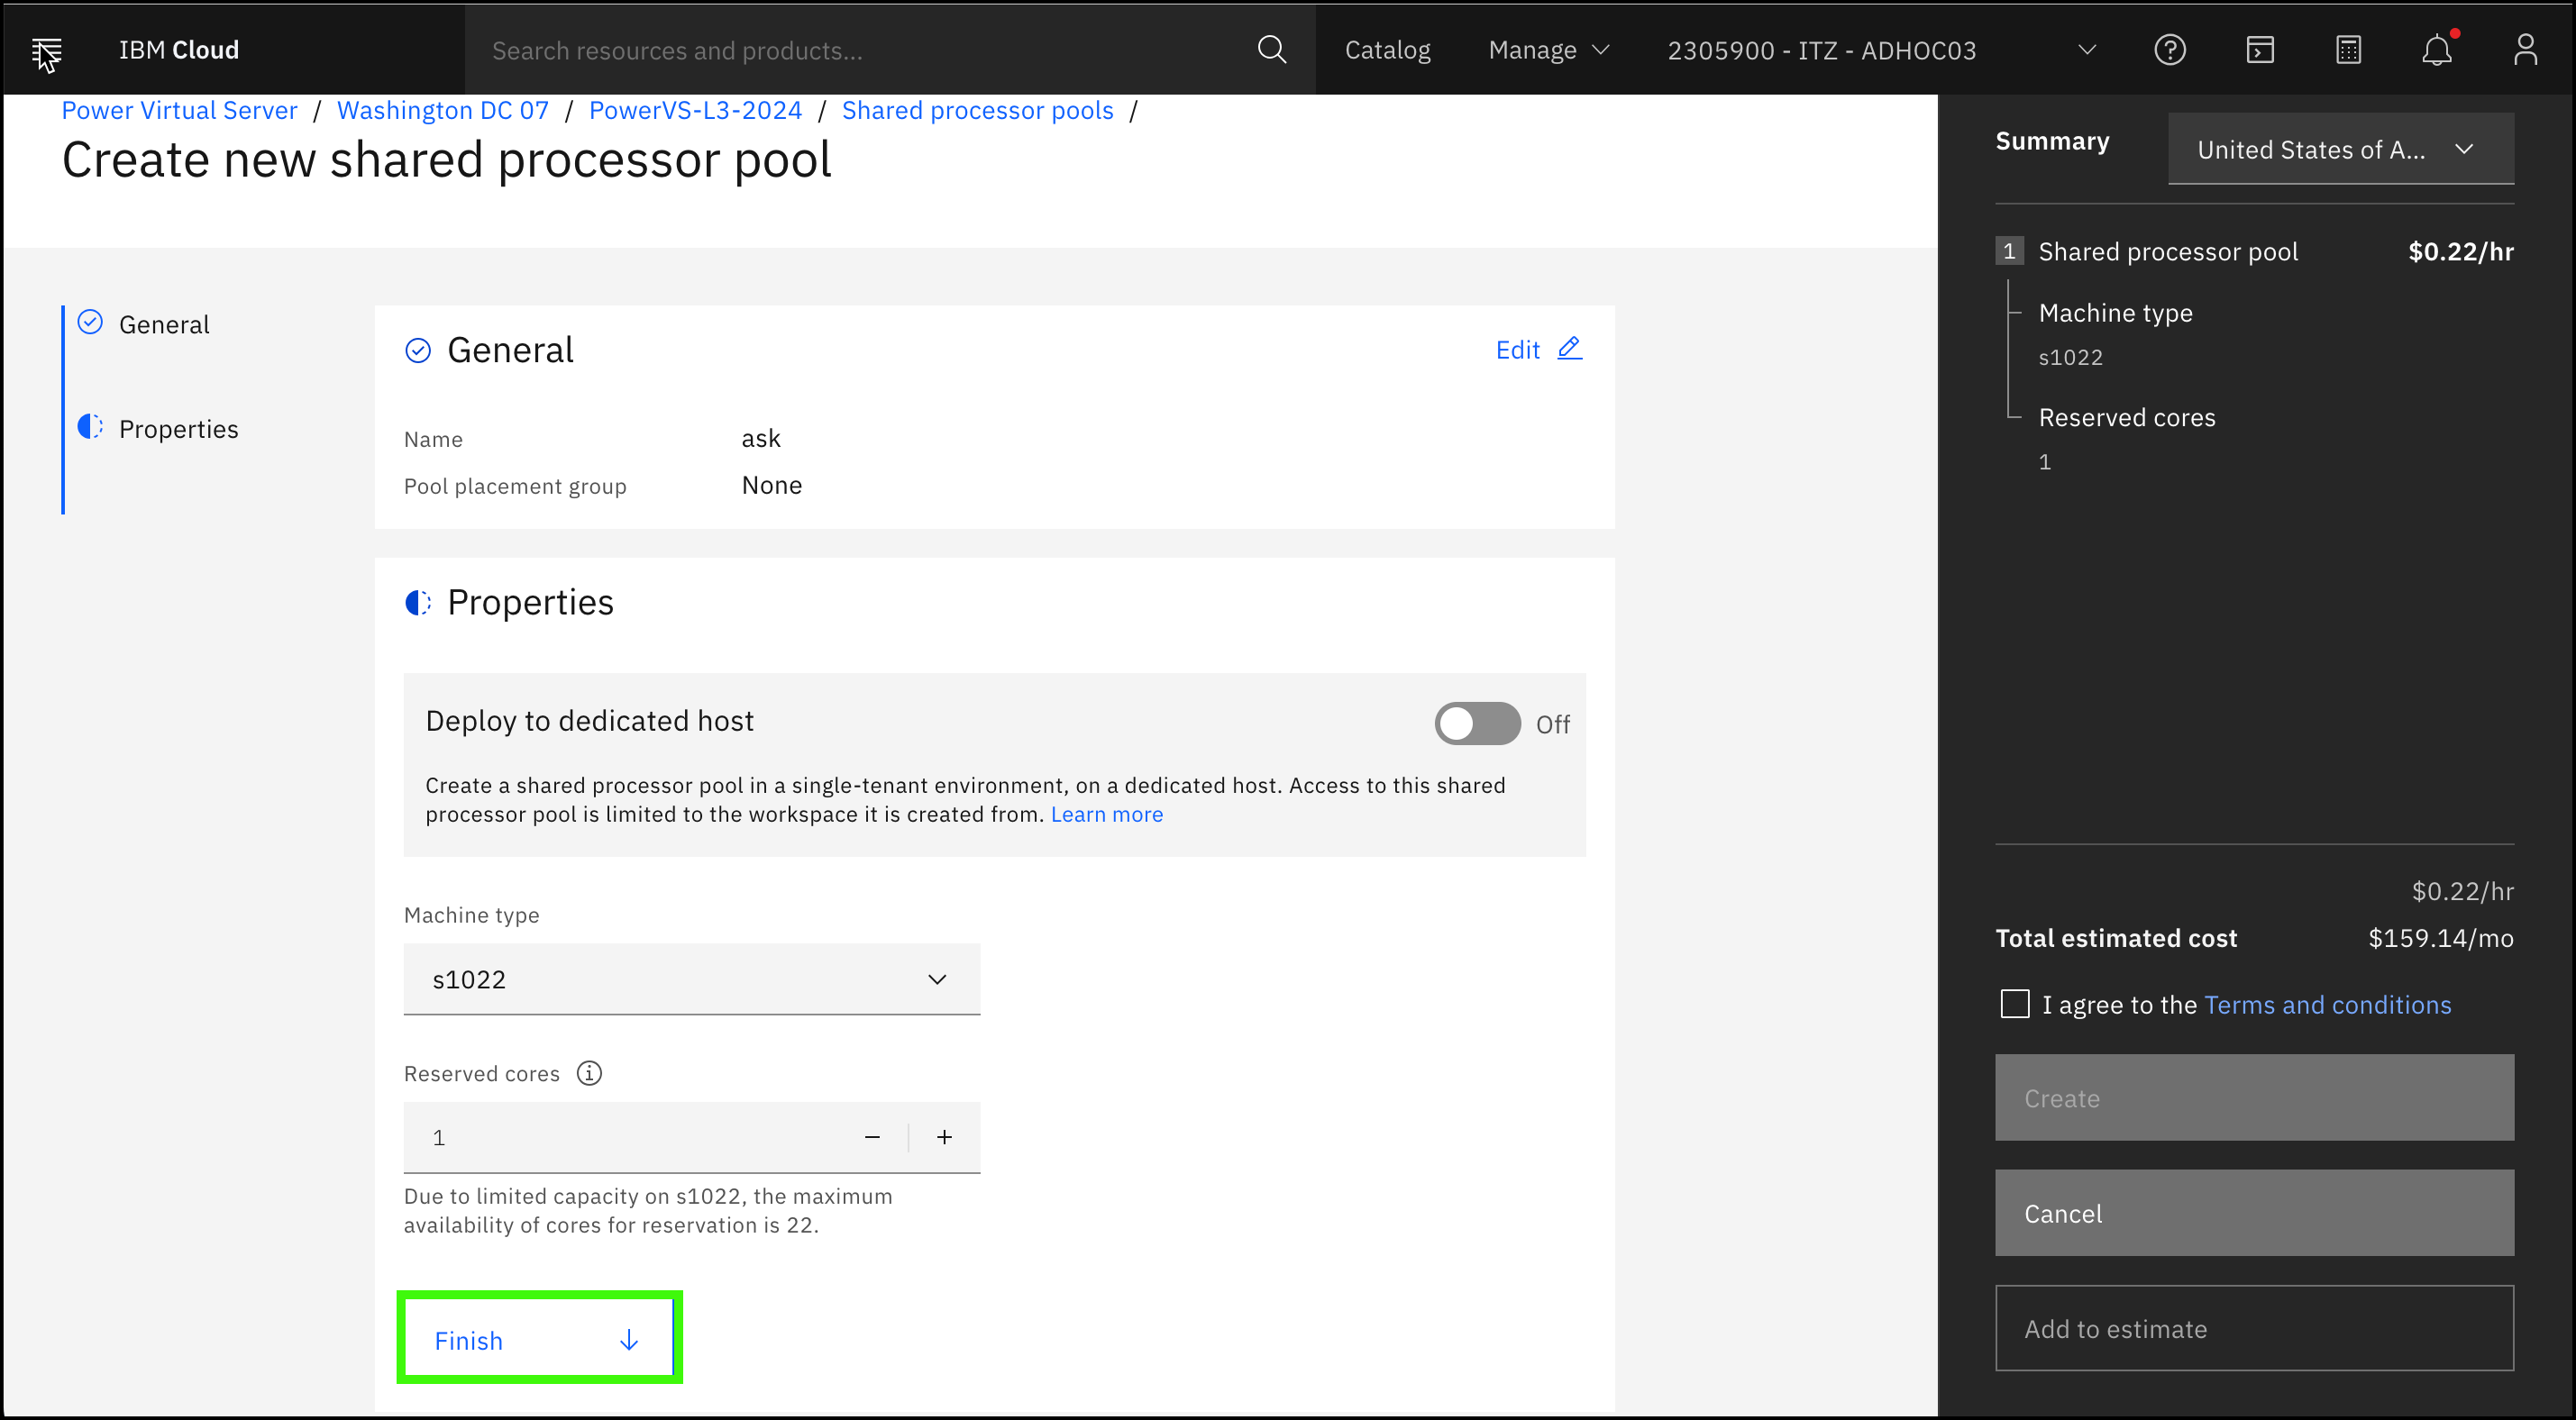 IBM Cloud
Search resources and products...
Catalog
Manage
2305900 - ITZ - ADHOC03
Power Virtual Server / Washington DC 07 / PowerVS-L3-2024 / Shared processor pools /
Create new shared processor pool
General
Properties
General
Edit
Name ask
Pool placement group None
Properties
Deploy to dedicated host
Off
Create a shared processor pool in a single-tenant environment, on a dedicated host. Access to this shared
processor pool is limited to the workspace it is created from. Learn more
Machine type
s1022
Reserved cores
1
Due to limited capacity on s1022, the maximum
availability of cores for reservation is 22.
Finish
Summary
United States of A...
1 Shared processor pool $0.22/hr
Machine type
s1022
Reserved cores
1
$0.22/hr
Total estimated cost $159.14/mo
I agree to the Terms and conditions
Create
Cancel
Add to estimate